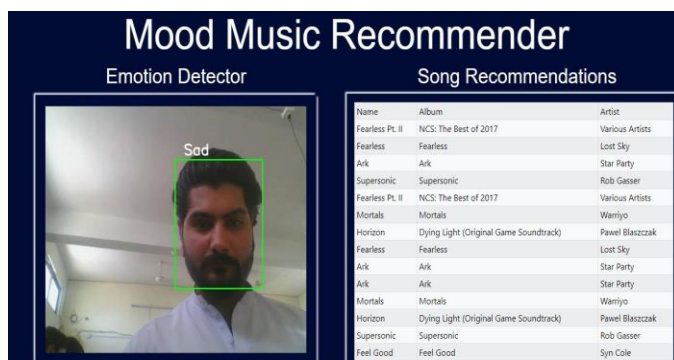 Mood Music Recommender
Emotion Detector
Song Recommendations
Sad
Name Album Artist
Fearless Pt. II NCS: The Best of 2017 Various Artists
Fearless Fearless Lost Sky
Ark Ark Star Party
Supersonic Supersonic Rob Gasser
Fearless Pt. II NCS: The Best of 2017 Various Artists
Mortals Mortals Warriyo
Horizon Dying Light (Original Game Soundtrack) Pawel Blaszczak
Fearless Fearless Lost Sky
Ark Ark Star Party
Ark Ark Star Party
Mortals Mortals Warriyo
Horizon Dying Light (Original Game Soundtrack) Pawel Blaszczak
Supersonic Supersonic Rob Gasser
Feel Good Feel Good Syn Cole